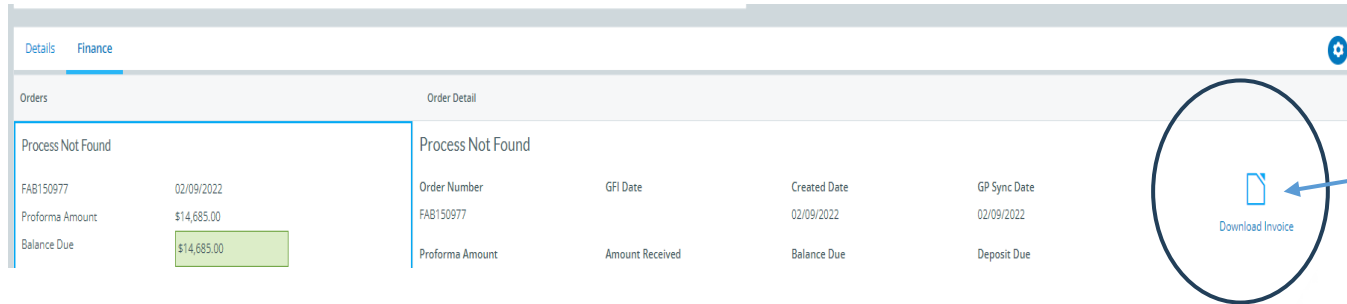 Details Finance
Orders Order Detail
Process Not Found
FAB150977 02/09/2022
Proforma Amount $14,685.00
Balance Due $14,685.00
Process Not Found
Order Number GFI Date Created Date GP Sync Date
FAB150977 02/09/2022 02/09/2022
Proforma Amount Amount Received Balance Due Deposit Due
Download Invoice